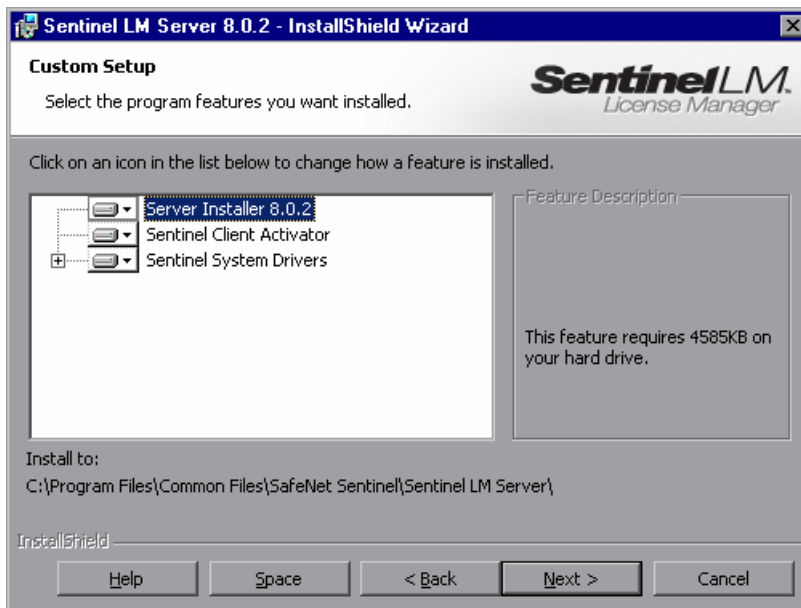 Sentinel LM Server 8.0.2 - InstallShield Wizard
Custom Setup
Select the program features you want installed.
SentinelLM.
License Manager
Click on an icon in the list below to change how a feature is installed.
Server Installer 8.0.2
Sentinel Client Activator
Sentinel System Drivers
Feature Description
This feature requires 4585KB on
your hard drive.
Install to:
C:\Program Files\Common Files\SafeNet Sentinel\Sentinel LM Server\
InstallShield
Help
Space
< Back
Next >
Cancel